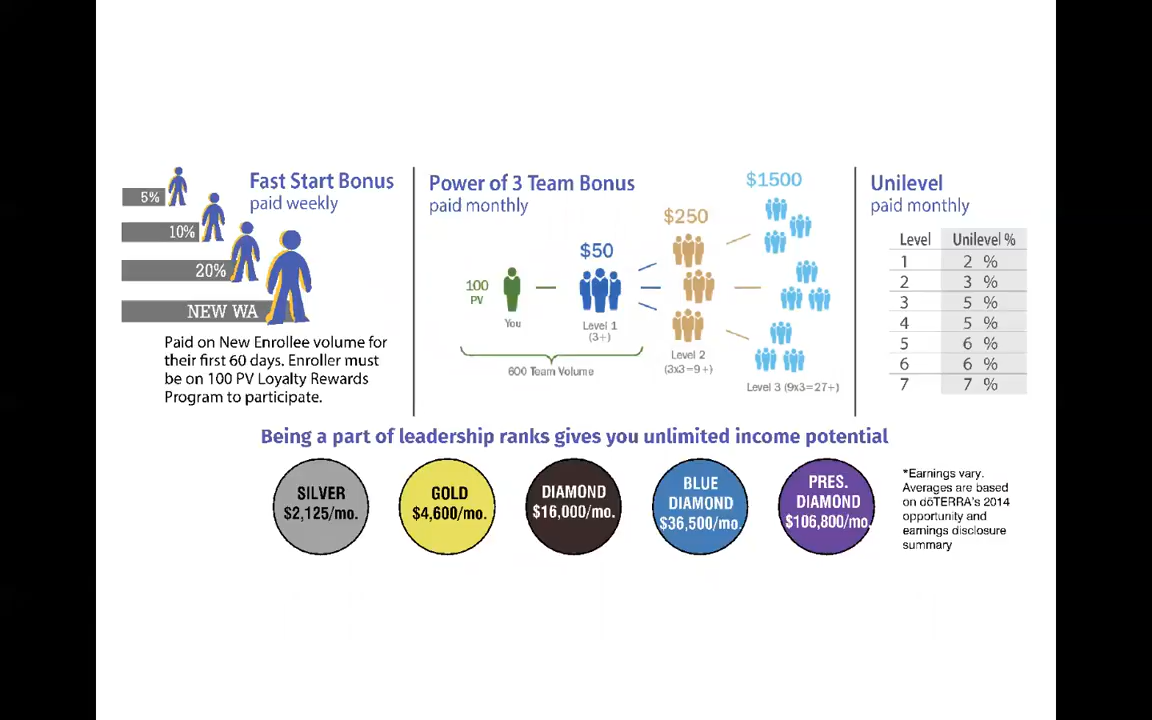 Fast Start Bonus
paid weekly
5%
10%
20%
NEW WA
Paid on New Enrollee volume for
their first 60 days. Enroller must
be on 100 PV Loyalty Rewards
Program to participate.
Power of 3 Team Bonus
paid monthly
100
PV
You
$50
Level 1
(3+)
600 Team Volume
$250
Level 2
(3x3=9+)
$1500
Level 3 (9x3=27+)
Unilevel
paid monthly
Level Unilevel %
1 2 %
2 3 %
3 5 %
4 5 %
5 6 %
6 6 %
7 7 %
Being a part of leadership ranks gives you unlimited income potential
SILVER
$2,125/mo.
GOLD
$4,600/mo.
DIAMOND
$16,000/mo.
BLUE
DIAMOND
$36,500/mo.
PRES.
DIAMOND
$106,800/mo.
*Earnings vary.
Averages are based
on dōTERRA's 2014
opportunity and
earnings disclosure
summary